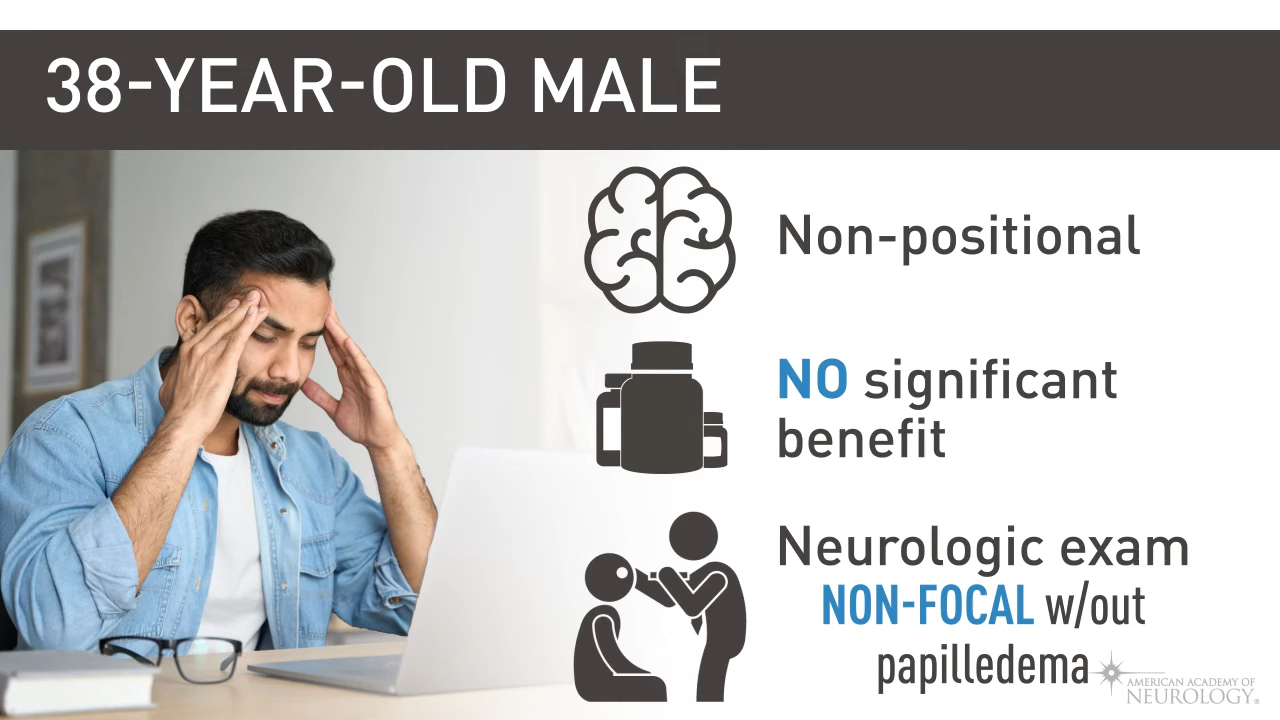 38-YEAR-OLD MALE
Non-positional
NO significant
benefit
Neurologic exam
NON-FOCAL w/out
papilledema
AMERICAN ACADEMY OF
NEUROLOGY®